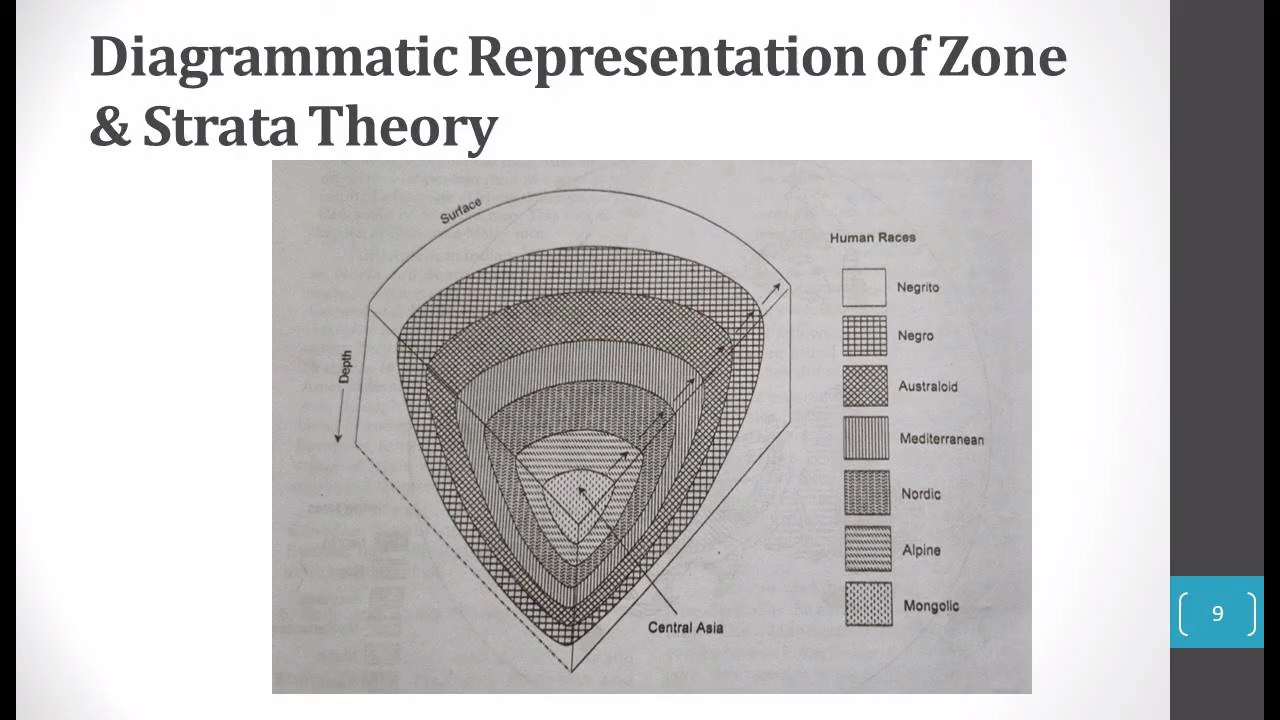 Diagrammatic Representation of Zone
& Strata Theory
Surface
Depth
Central Asia
Human Races
Negrito
Negro
Australoid
Mediterranean
Nordic
Alpine
Mongolic
9